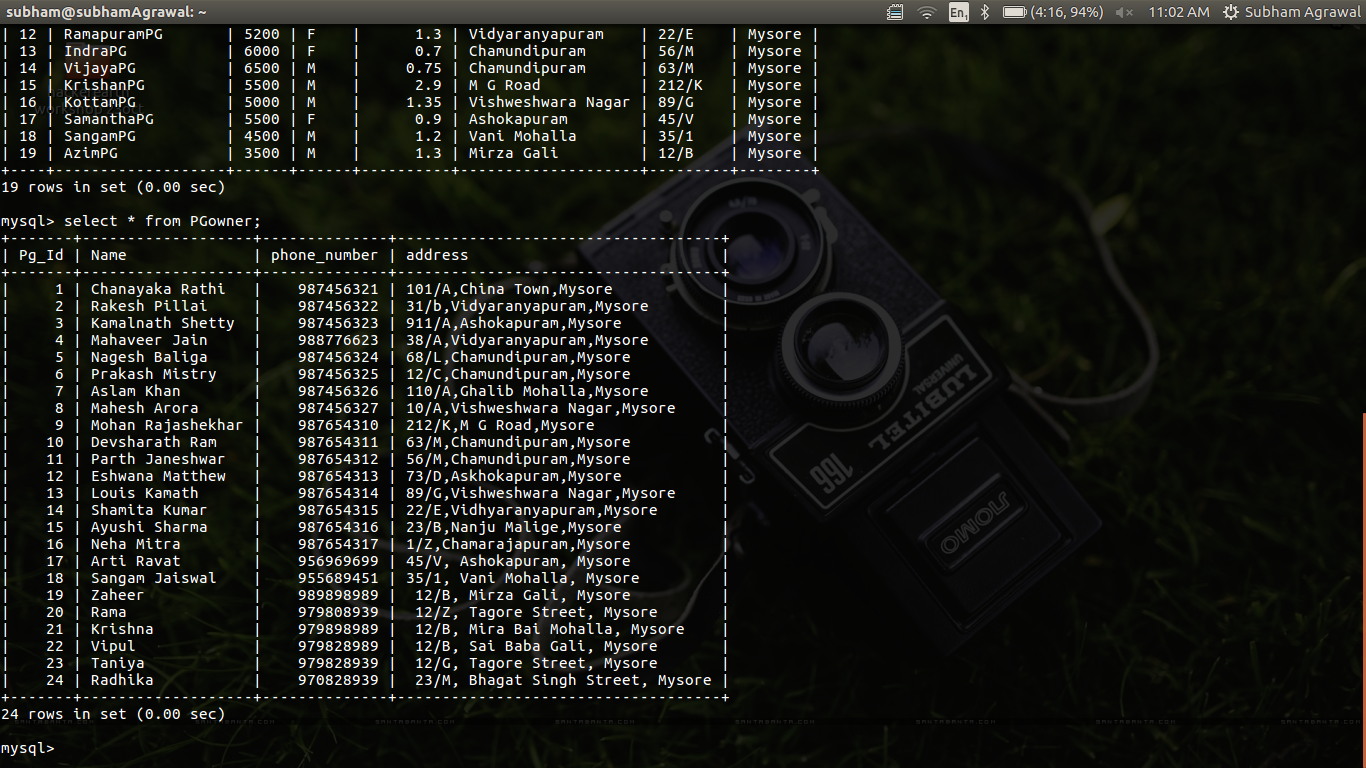 subham@subhamAgrawal: ~ En1 (4:16, 94%) 11:02 AM Subham Agrawal
| 12 | RamapuramPG       | 5200 | F    |      1.3 | Vidyaranyapuram    | 22/E    | Mysore |
| 13 | IndraPG           | 6000 | F    |      0.7 | Chamundipuram      | 56/M    | Mysore |
| 14 | VijayaPG          | 6500 | M    |     0.75 | Chamundipuram      | 63/M    | Mysore |
| 15 | KrishanPG         | 5500 | M    |      2.9 | M G Road           | 212/K   | Mysore |
| 16 | KottamPG          | 5000 | M    |     1.35 | Vishweshwara Nagar | 89/G    | Mysore |
| 17 | SamanthaPG        | 5500 | F    |      0.9 | Ashokapuram        | 45/V    | Mysore |
| 18 | SangamPG          | 4500 | M    |      1.2 | Vani Mohalla       | 35/1    | Mysore |
| 19 | AzimPG            | 3500 | M    |      1.3 | Mirza Gali         | 12/B    | Mysore |
+----+-------------------+------+------+----------+--------------------+---------+--------+
19 rows in set (0.00 sec)
mysql> select * from PGowner;
+-------+-------------------+--------------+------------------------------------+
| Pg_Id | Name              | phone_number | address                            |
+-------+-------------------+--------------+------------------------------------+
|     1 | Chanayaka Rathi   |    987456321 | 101/A,China Town,Mysore            |
|     2 | Rakesh Pillai     |    987456322 | 31/b,Vidyaranyapuram,Mysore        |
|     3 | Kamalnath Shetty  |    987456323 | 911/A,Ashokapuram,Mysore           |
|     4 | Mahaveer Jain     |    988776623 | 38/A,Vidyaranyapuram,Mysore        |
|     5 | Nagesh Baliga     |    987456324 | 68/L,Chamundipuram,Mysore          |
|     6 | Prakash Mistry    |    987456325 | 12/C,Chamundipuram,Mysore          |
|     7 | Aslam Khan        |    987456326 | 110/A,Ghalib Mohalla,Mysore        |
|     8 | Mahesh Arora      |    987456327 | 10/A,Vishweshwara Nagar,Mysore     |
|     9 | Mohan Rajashekhar |    987654310 | 212/K,M G Road,Mysore              |
|    10 | Devsharath Ram    |    987654311 | 63/M,Chamundipuram,Mysore          |
|    11 | Parth Janeshwar   |    987654312 | 56/M,Chamundipuram,Mysore          |
|    12 | Eshwana Matthew   |    987654313 | 73/D,Askhokapuram,Mysore           |
|    13 | Louis Kamath      |    987654314 | 89/G,Vishweshwara Nagar,Mysore     |
|    14 | Shamita Kumar     |    987654315 | 22/E,Vidhyaranyapuram,Mysore       |
|    15 | Ayushi Sharma     |    987654316 | 23/B,Nanju Malige,Mysore           |
|    16 | Neha Mitra        |    987654317 | 1/Z,Chamarajapuram,Mysore          |
|    17 | Arti Ravat        |    956969699 | 45/V, Ashokapuram, Mysore          |
|    18 | Sangam Jaiswal    |    955689451 | 35/1, Vani Mohalla, Mysore         |
|    19 | Zaheer            |    989898989 |  12/B, Mirza Gali, Mysore          |
|    20 | Rama              |    979808939 |  12/Z, Tagore Street, Mysore       |
|    21 | Krishna           |    979898989 |  12/B, Mira Bai Mohalla, Mysore    |
|    22 | Vipul             |    979828989 |  12/B, Sai Baba Gali, Mysore       |
|    23 | Taniya            |    979828939 |  12/G, Tagore Street, Mysore       |
|    24 | Radhika           |    970828939 |  23/M, Bhagat Singh Street, Mysore |
+-------+-------------------+--------------+------------------------------------+
24 rows in set (0.00 sec)
mysql>
LUBITEL
UNIVERSAL
166
ЛОМО